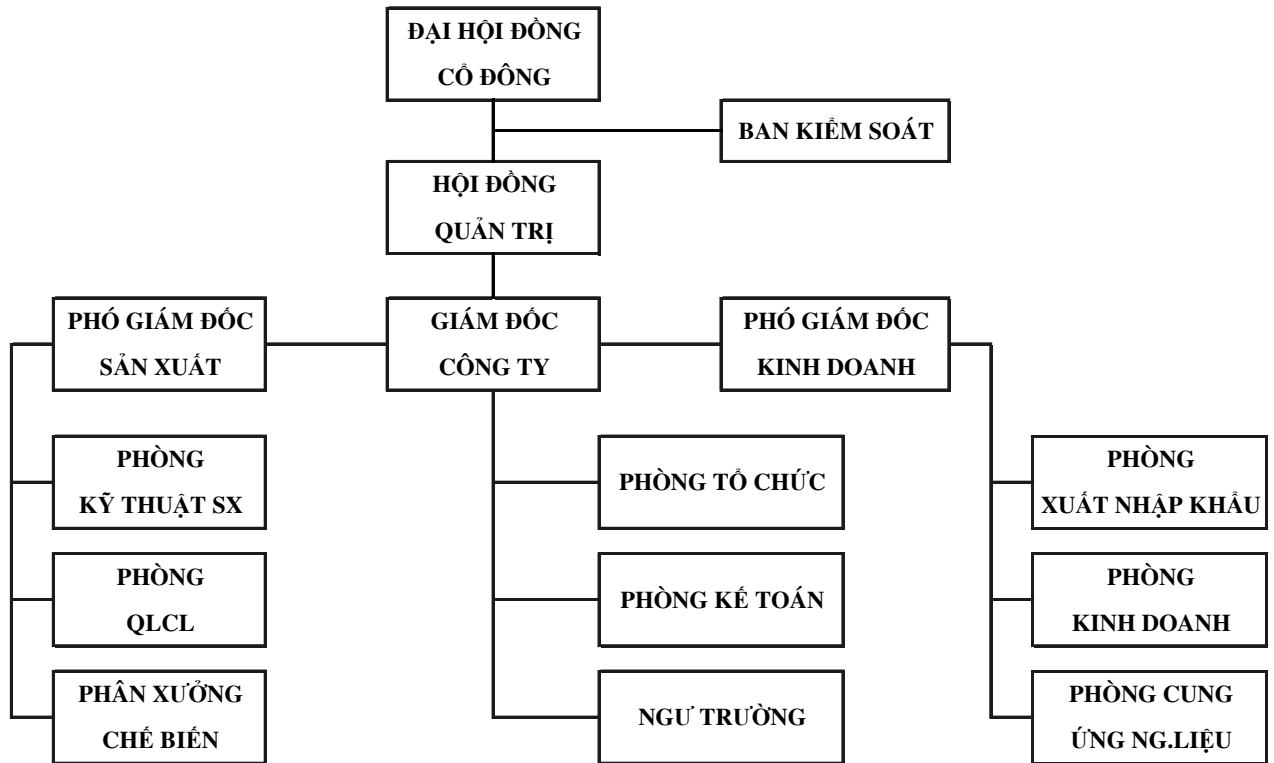 ĐẠI HỘI ĐỒNG
CỔ ĐÔNG
BAN KIỂM SOÁT
HỘI ĐỒNG
QUẢN TRỊ
PHÓ GIÁM ĐỐC
SẢN XUẤT
GIÁM ĐỐC
CÔNG TY
PHÓ GIÁM ĐỐC
KINH DOANH
PHÒNG
KỸ THUẬT SX
PHÒNG TỔ CHỨC
PHÒNG
XUẤT NHẬP KHẨU
PHÒNG
QLCL
PHÒNG KẾ TOÁN
PHÒNG
KINH DOANH
PHÂN XƯỞNG
CHẾ BIẾN
NGƯ TRƯỜNG
PHÒNG CUNG
ỨNG NG.LIỆU